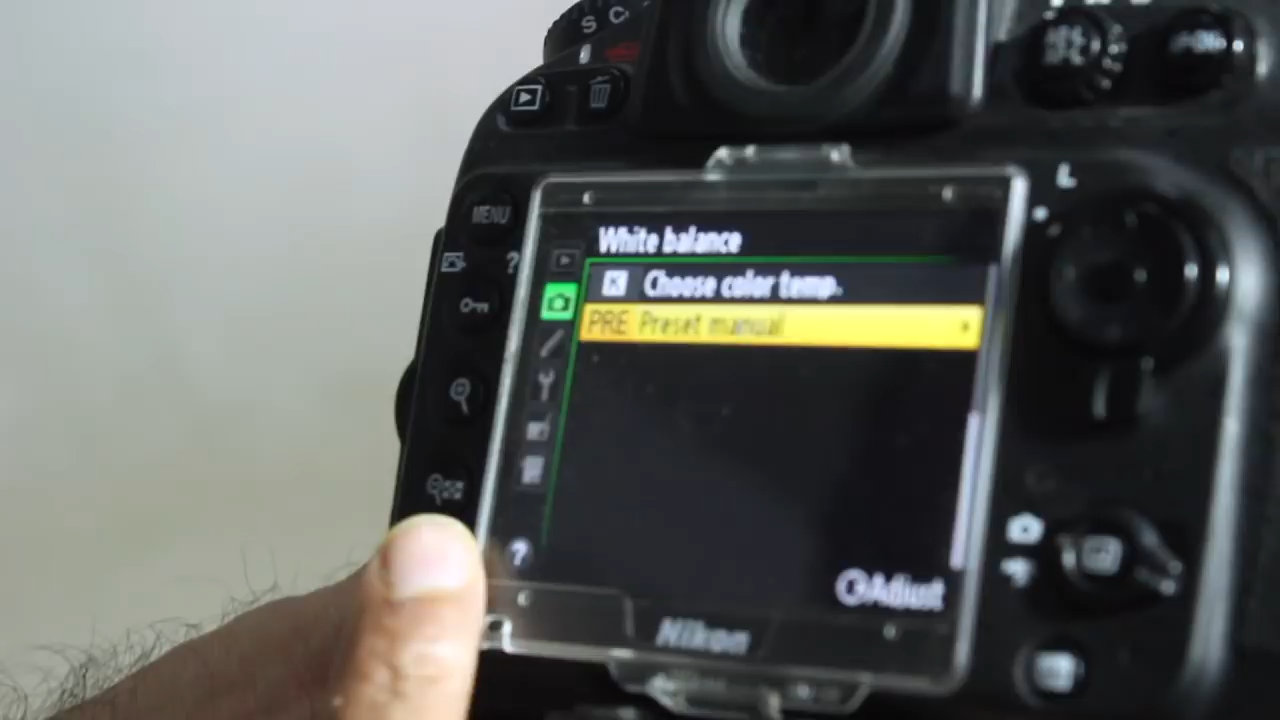 S
MENU
?
L
White balance
K Choose color temp.
PRE Preset manual
?
Adjust
Nikon